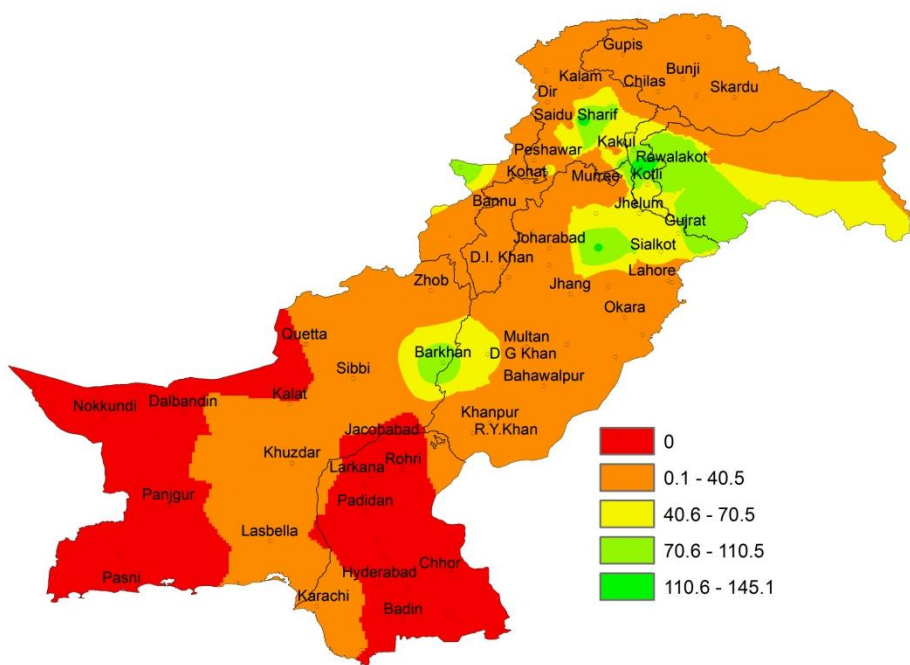 Gupis
Bunji
Kalam
Chilas
Skardu
Dir
Saidu Sharif
Kakul
Peshawar
Rawalakot
Kohat
Murree
Kotli
Bannu
Jhelum
Gujrat
Joharabad
Sialkot
D.I. Khan
Lahore
Zhob
Jhang
Okara
Quetta
Multan
Barkhan
D G Khan
Sibbi
Bahawalpur
Kalat
Dalbandin
Nokkundi
Khanpur
Jacobabad
R.Y.Khan
Khuzdar
Larkana
Rohri
Panjgur
Padidan
Lasbella
Hyderabad
Chhor
Pasni
Karachi
Badin
0
0.1 - 40.5
40.6 - 70.5
70.6 - 110.5
110.6 - 145.1